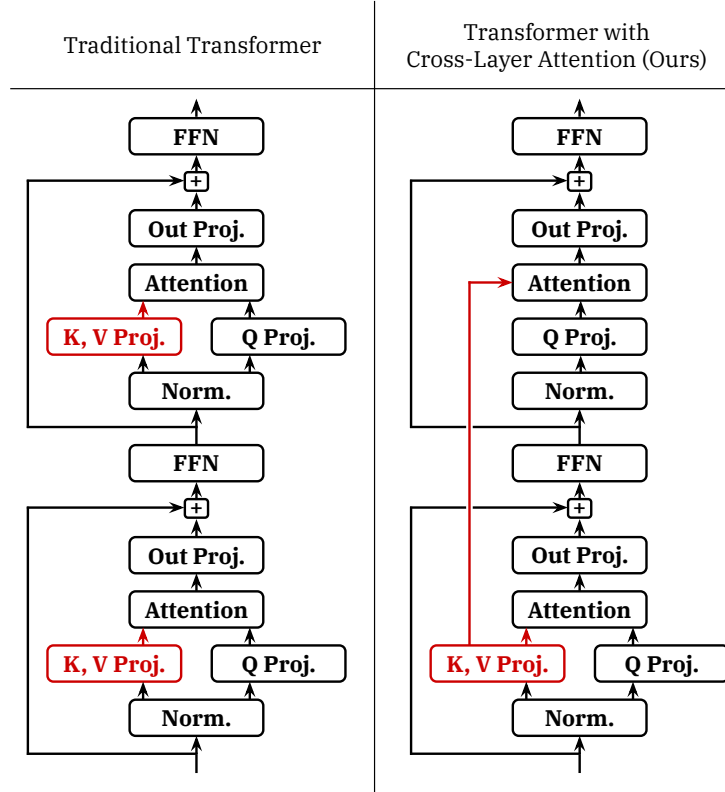 Traditional Transformer
Transformer with
Cross-Layer Attention (Ours)
FFN
+
Out Proj.
Attention
K, V Proj.
Q Proj.
Norm.
FFN
+
Out Proj.
Attention
K, V Proj.
Q Proj.
Norm.
FFN
+
Out Proj.
Attention
Q Proj.
Norm.
FFN
+
Out Proj.
Attention
K, V Proj.
Q Proj.
Norm.